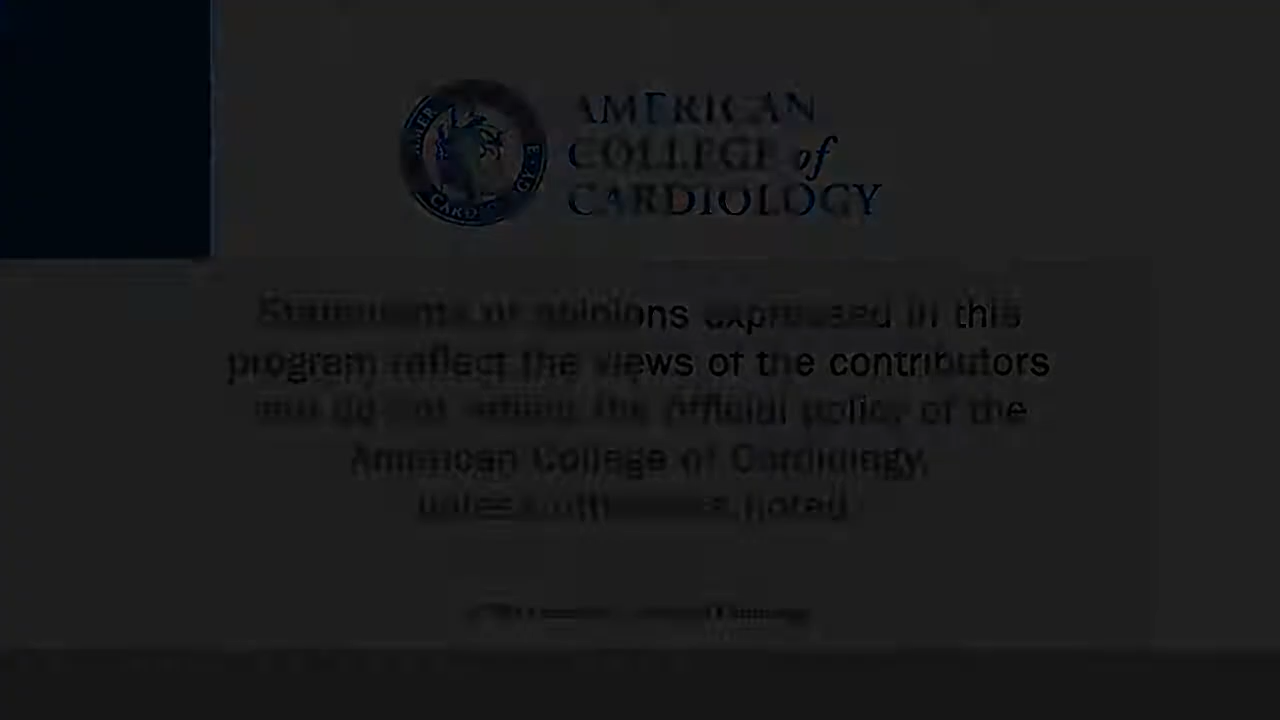 AMERICAN
COLLEGE of
CARDIOLOGY
Statements or opinions expressed in this
program reflect the views of the contributors
and do not reflect the official policy of the
American College of Cardiology,
unless otherwise noted.